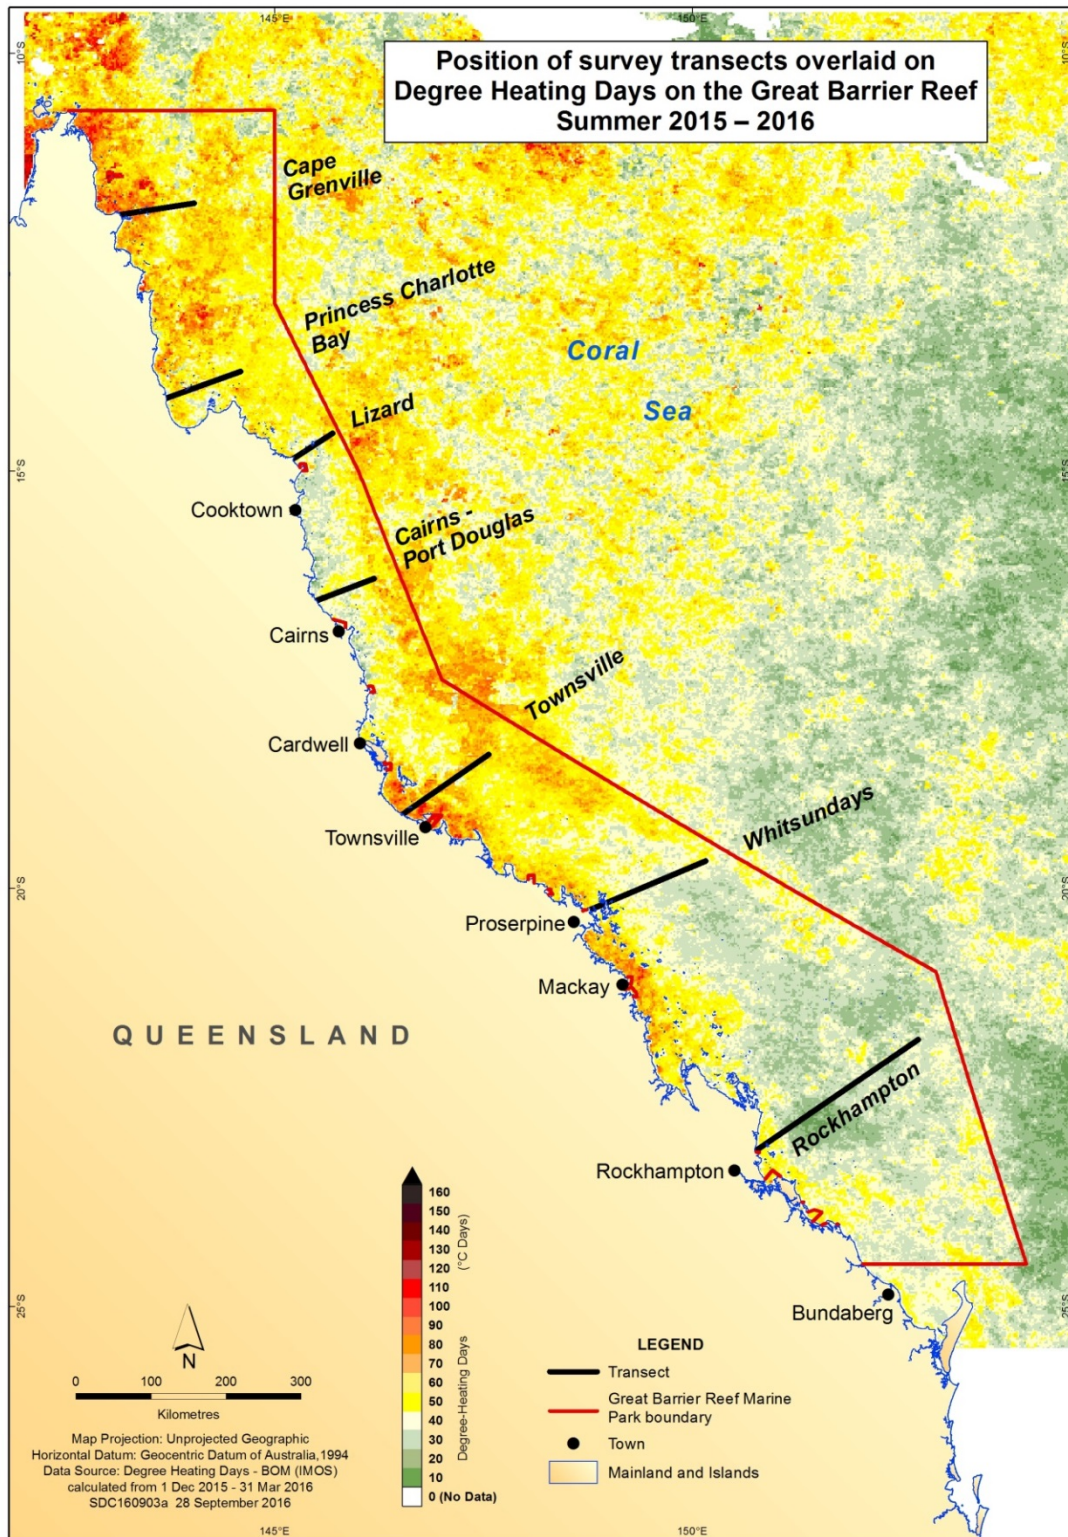 145°E
150°E
10°S
10°S
Position of survey transects overlaid on
Degree Heating Days on the Great Barrier Reef
Summer 2015 – 2016
Cape
Grenville
Princess Charlotte
Bay
Coral
Sea
Lizard
15°S
15°S
Cooktown
Cairns -
Port Douglas
Cairns
Townsville
Cardwell
Townsville
Whitsundays
20°S
20°S
Proserpine
Mackay
QUEENSLAND
Rockhampton
Rockhampton
25°S
25°S
Bundaberg
N
0 100 200 300
Kilometres
Map Projection: Unprojected Geographic
Horizontal Datum: Geocentric Datum of Australia,1994
Data Source: Degree Heating Days - BOM (IMOS)
calculated from 1 Dec 2015 - 31 Mar 2016
SDC160903a 28 September 2016
160
150
140
130
120
110
100
90
80
70
60
50
40
30
20
10
0 (No Data)
Degree-Heating Days
(°C Days)
LEGEND
Transect
Great Barrier Reef Marine
Park boundary
Town
Mainland and Islands
145°E
150°E